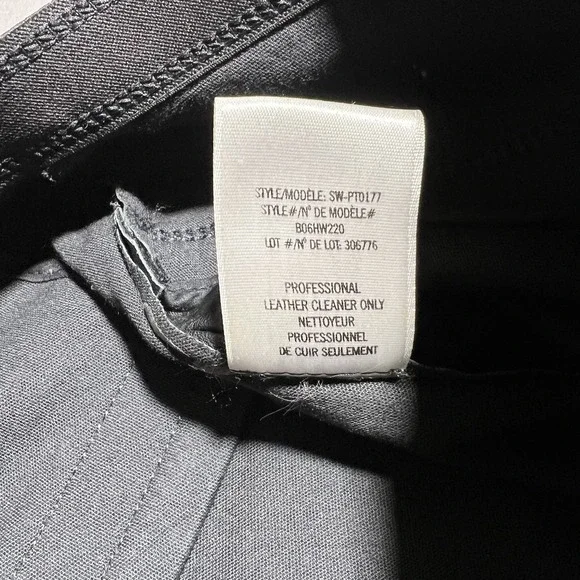 STYLE/MODÈLE: SW-PT0177
STYLE#/N° DE MODÈLE#
B06HW220
LOT #/N° DE LOT: 306776
PROFESSIONAL
LEATHER CLEANER ONLY
NETTOYEUR
PROFESSIONNEL
DE CUIR SEULEMENT